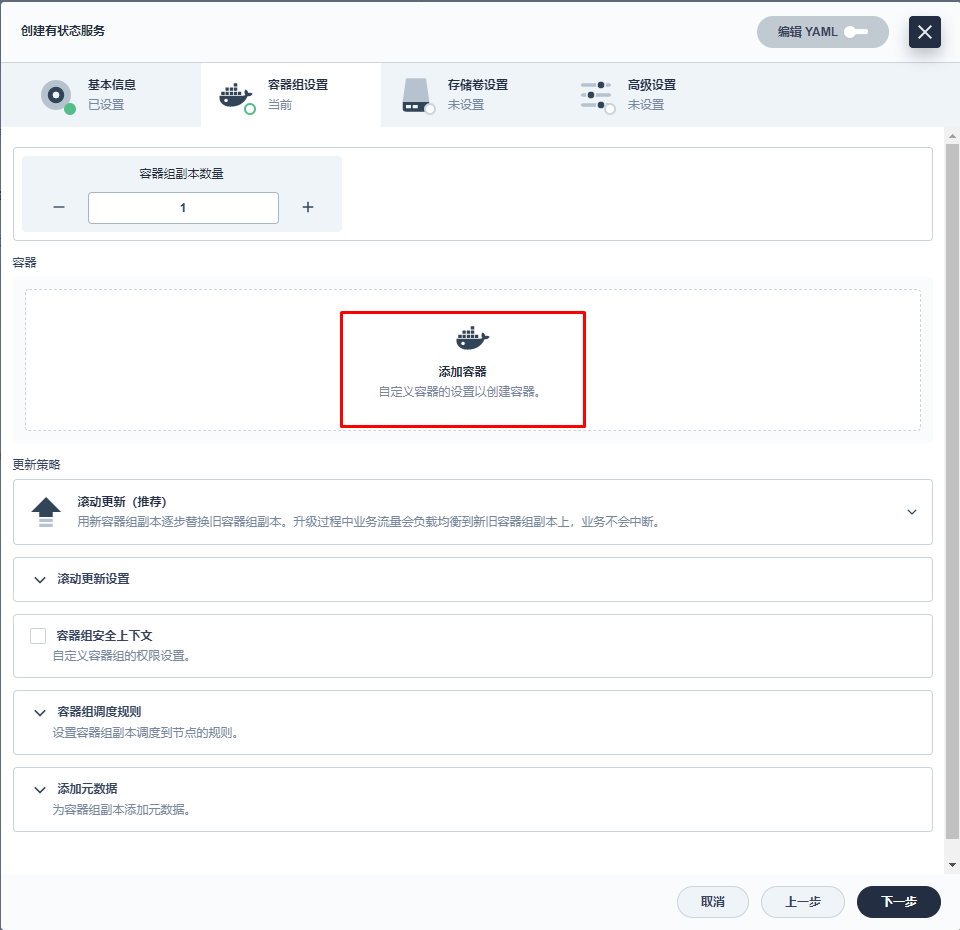 创建有状态服务
编辑 YAML
基本信息
已设置
容器组设置
当前
存储卷设置
未设置
高级设置
未设置
容器组副本数量
1
容器
添加容器
自定义容器的设置以创建容器。
更新策略
滚动更新（推荐）
用新容器组副本逐步替换旧容器组副本。升级过程中业务流量会负载均衡到新旧容器组副本上，业务不会中断。
滚动更新设置
容器组安全上下文
自定义容器组的权限设置。
容器组调度规则
设置容器组副本调度到节点的规则。
添加元数据
为容器组副本添加元数据。
取消
上一步
下一步